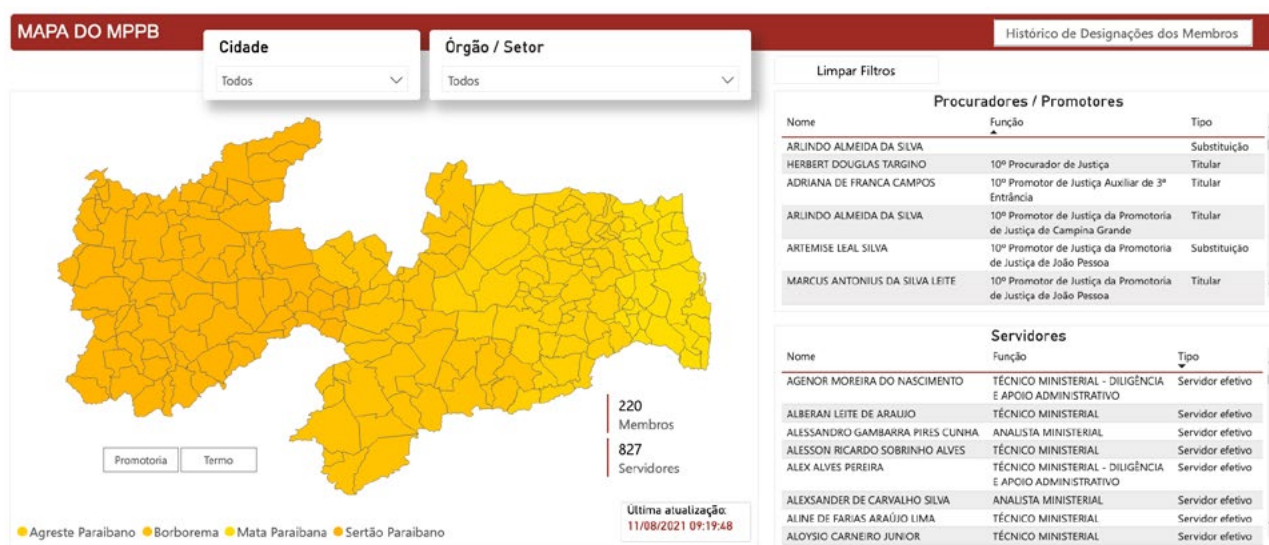 MAPA DO MPPB
Histórico de Designações dos Membros
Cidade
Todos
Órgão / Setor
Todos
Limpar Filtros
Procuradores / Promotores
Nome Função Tipo
ARLINDO ALMEIDA DA SILVA Substituição
HERBERT DOUGLAS TARGINO 10º Procurador de Justiça Titular
ADRIANA DE FRANCA CAMPOS 10º Promotor de Justiça Auxiliar de 3ª Titular
Entrância
ARLINDO ALMEIDA DA SILVA 10º Promotor de Justiça da Promotoria Titular
de Justiça de Campina Grande
ARTEMISE LEAL SILVA 10º Promotor de Justiça da Promotoria Substituição
de Justiça de João Pessoa
MARCUS ANTONIUS DA SILVA LEITE 10º Promotor de Justiça da Promotoria Titular
de Justiça de João Pessoa
220
Membros
827
Servidores
Promotoria Termo
Última atualização:
11/08/2021 09:19:48
Agreste Paraibano Borborema Mata Paraibana Sertão Paraibano
Servidores
Nome Função Tipo
AGENOR MOREIRA DO NASCIMENTO TÉCNICO MINISTERIAL - DILIGÊNCIA Servidor efetivo
E APOIO ADMINISTRATIVO
ALBERAN LEITE DE ARAUJO TÉCNICO MINISTERIAL Servidor efetivo
ALESSANDRO GAMBARRA PIRES CUNHA ANALISTA MINISTERIAL Servidor efetivo
ALESSON RICARDO SOBRINHO ALVES TÉCNICO MINISTERIAL Servidor efetivo
ALEX ALVES PEREIRA TÉCNICO MINISTERIAL - DILIGÊNCIA Servidor efetivo
E APOIO ADMINISTRATIVO
ALEXSANDER DE CARVALHO SILVA ANALISTA MINISTERIAL Servidor efetivo
ALINE DE FARIAS ARAÚJO LIMA TÉCNICO MINISTERIAL Servidor efetivo
ALOYSIO CARNEIRO JUNIOR TÉCNICO MINISTERIAL Servidor efetivo